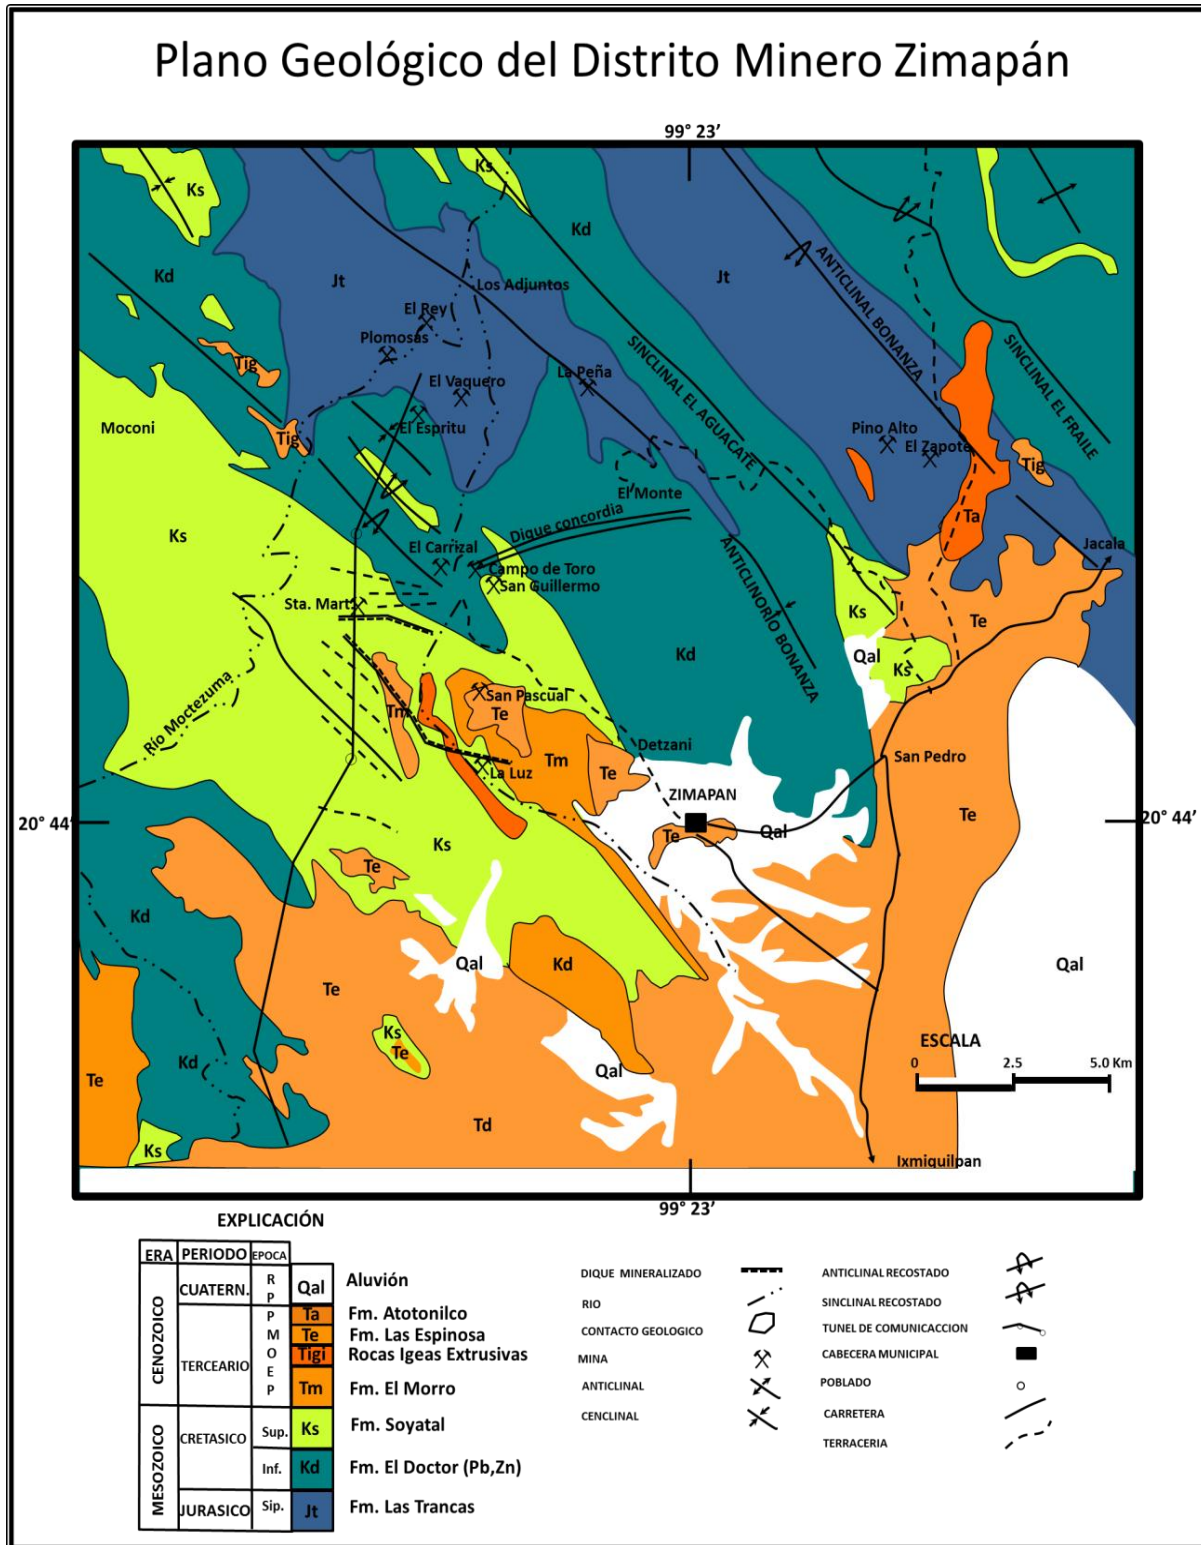 Plano Geológico del Distrito Minero Zimapán
99° 23’
Ks
Ks
Kd
Kd
Jt
Jt
Los Adjuntos
ANTICLINAL BONANZA
El Rey
Plomosas
SINCLINAL EL AGUACATE
SINCLINAL EL FRAILE
Tig
El Vaquero
La Peña
Moconi
El Espritu
Tig
Pino Alto
El Zapote
Tig
El Monte
Ta
Dique concordia
Ks
Jacala
El Carrizal
Campo de Toro
San Guillermo
ANTICLINORIO BONANZA
Sta. Mart
Ks
Te
Kd
Qal
Ks
Río Moctezuma
San Pascual
Tm
Te
Detzani
San Pedro
Tm
Te
La Luz
ZIMAPAN
20° 44’
Te
Qal
Te
20 44’
Ks
Te
Kd
Qal
Kd
Qal
Te
Ks
Te
ESCALA
Kd
0 2.5 5.0 Km
Qal
Te
Td
Ks
Ixmiquilpan
99° 23’
EXPLICACIÓN
ERA PERIODO EPOCA
CENOZOICO
CUATERN. R P Qal Aluvión
TERCEARIO P M O E P
Ta Fm. Atotonilco
Te Fm. Las Espinosa
Tigi Rocas Igeas Extrusivas
Tm Fm. El Morro
MESOZOICO
CRETASICO Sup. Ks Fm. Soyatal
Inf. Kd Fm. El Doctor (Pb,Zn)
JURASICO Sip. Jt Fm. Las Trancas
DIQUE MINERALIZADO
RIO
CONTACTO GEOLOGICO
MINA
ANTICLINAL
CENCLINAL
ANTICLINAL RECOSTADO
SINCLINAL RECOSTADO
TUNEL DE COMUNICACCION
CABECERA MUNICIPAL
POBLADO
CARRETERA
TERRACERIA